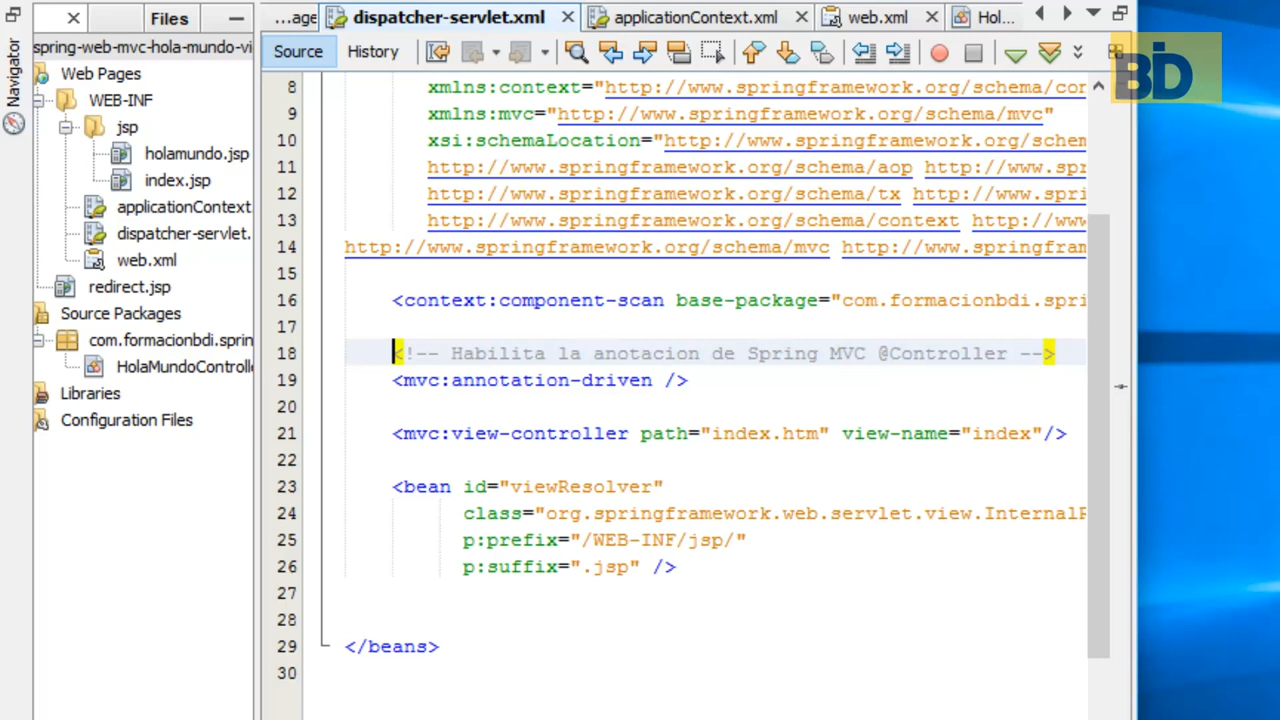 Files
...age
dispatcher-servlet.xml
applicationContext.xml
web.xml
Hol...
Source
History
Navigator
spring-web-mvc-hola-mundo-vi
Web Pages
WEB-INF
jsp
holamundo.jsp
index.jsp
applicationContext
dispatcher-servlet.
web.xml
redirect.jsp
Source Packages
com.formacionbdi.sprin
HolaMundoControll
Libraries
Configuration Files
8 xmlns:context="http://www.springframework.org/schema/con
9 xmlns:mvc="http://www.springframework.org/schema/mvc"
10 xsi:schemaLocation="http://www.springframework.org/schem
11 http://www.springframework.org/schema/aop http://www.spr
12 http://www.springframework.org/schema/tx http://www.spri
13 http://www.springframework.org/schema/context http://www
14 http://www.springframework.org/schema/mvc http://www.springfram
15
16 <context:component-scan base-package="com.formacionbdi.spri
17
18 <!-- Habilita la anotacion de Spring MVC @Controller -->
19 <mvc:annotation-driven />
20
21 <mvc:view-controller path="index.htm" view-name="index"/>
22
23 <bean id="viewResolver"
24 class="org.springframework.web.servlet.view.InternalR
25 p:prefix="/WEB-INF/jsp/"
26 p:suffix=".jsp" />
27
28
29 </beans>
30
BDI